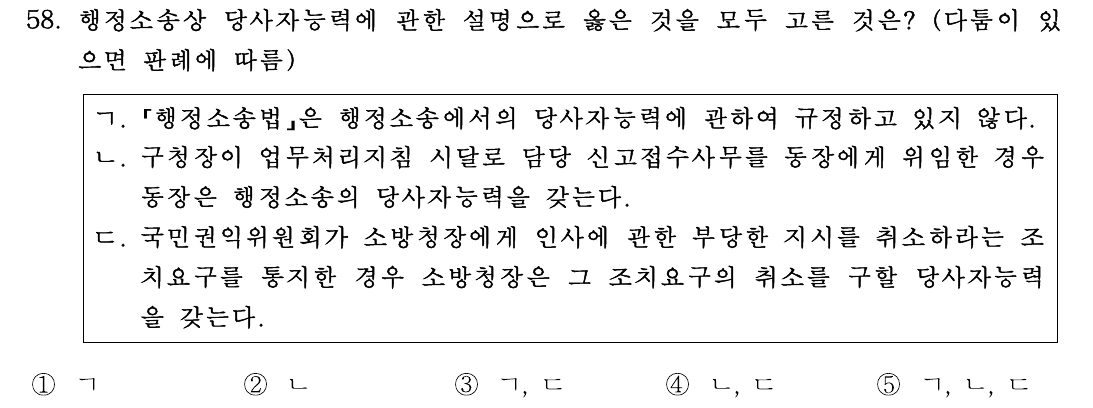 58. 행정소송상 당사자능력에 관한 설명으로 옳은 것을 모두 고른 것은? (다툼이 있
으면 판례에 따름)
ㄱ. 「행정소송법」은 행정소송에서의 당사자능력에 관하여 규정하고 있지 않다.
ㄴ. 구청장이 업무처리지침 시달로 담당 신고접수사무를 동장에게 위임한 경우
동장은 행정소송의 당사자능력을 갖는다.
ㄷ. 국민권익위원회가 소방청장에게 인사에 관한 부당한 지시를 취소하라는 조
치요구를 통지한 경우 소방청장은 그 조치요구의 취소를 구할 당사자능력
을 갖는다.
① ㄱ ② ㄴ ③ ㄱ, ㄷ ④ ㄴ, ㄷ ⑤ ㄱ, ㄴ, ㄷ